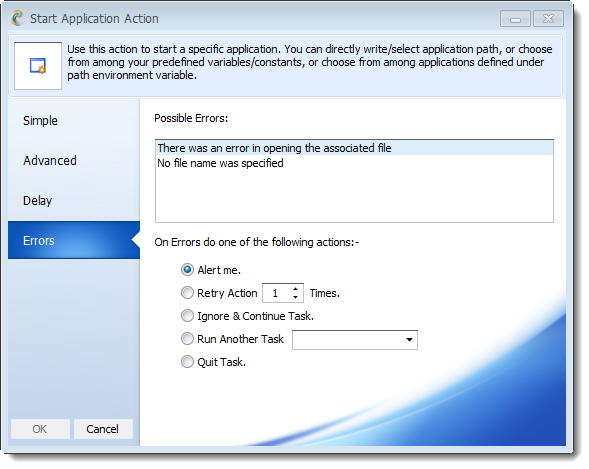 Start Application Action
Use this action to start a specific application. You can directly write/select application path, or choose
from among your predefined variables/constants, or choose from among applications defined under
path environment variable.
Simple
Advanced
Delay
Errors
Possible Errors:
There was an error in opening the associated file
No file name was specified
On Errors do one of the following actions:-
Alert me.
Retry Action 1 Times.
Ignore & Continue Task.
Run Another Task
Quit Task.
OK Cancel